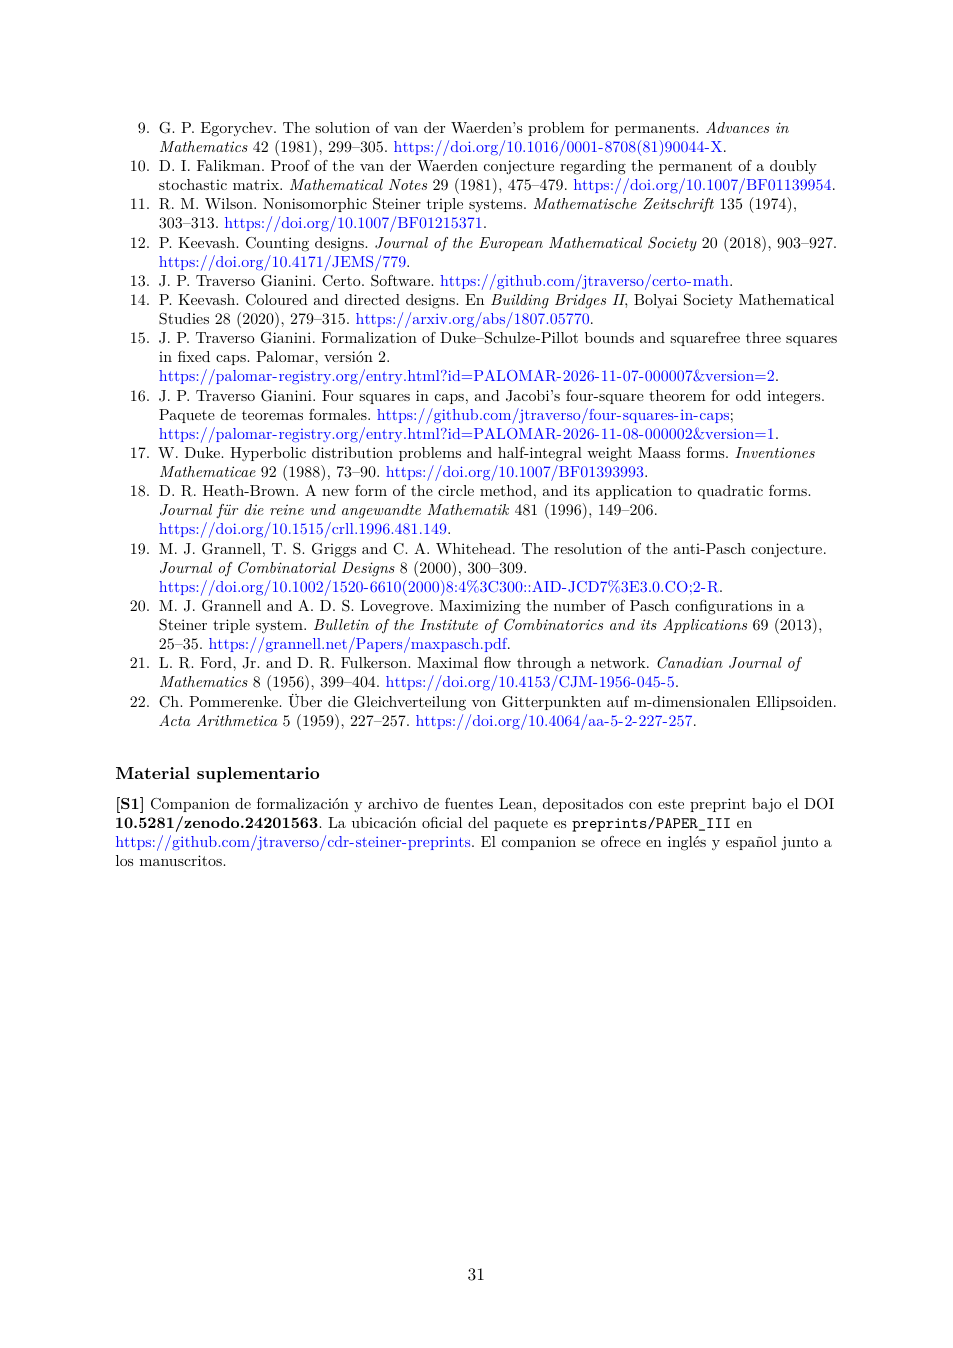 9. G. P. Egorychev. The solution of van der Waerden's problem for permanents. Advances in
Mathematics 42 (1981), 299–305. https://doi.org/10.1016/0001-8708(81)90044-X.
10. D. I. Falikman. Proof of the van der Waerden conjecture regarding the permanent of a doubly
stochastic matrix. Mathematical Notes 29 (1981), 475–479. https://doi.org/10.1007/BF01139954.
11. R. M. Wilson. Nonisomorphic Steiner triple systems. Mathematische Zeitschrift 135 (1974),
303–313. https://doi.org/10.1007/BF01215371.
12. P. Keevash. Counting designs. Journal of the European Mathematical Society 20 (2018), 903–927.
https://doi.org/10.4171/JEMS/779.
13. J. P. Traverso Gianini. Certo. Software. https://github.com/jtraverso/certo-math.
14. P. Keevash. Coloured and directed designs. En Building Bridges II, Bolyai Society Mathematical
Studies 28 (2020), 279–315. https://arxiv.org/abs/1807.05770.
15. J. P. Traverso Gianini. Formalization of Duke–Schulze-Pillot bounds and squarefree three squares
in fixed caps. Palomar, versión 2.
https://palomar-registry.org/entry.html?id=PALOMAR-2026-11-07-000007&version=2.
16. J. P. Traverso Gianini. Four squares in caps, and Jacobi's four-square theorem for odd integers.
Paquete de teoremas formales. https://github.com/jtraverso/four-squares-in-caps;
https://palomar-registry.org/entry.html?id=PALOMAR-2026-11-08-000002&version=1.
17. W. Duke. Hyperbolic distribution problems and half-integral weight Maass forms. Inventiones
Mathematicae 92 (1988), 73–90. https://doi.org/10.1007/BF01393993.
18. D. R. Heath-Brown. A new form of the circle method, and its application to quadratic forms.
Journal für die reine und angewandte Mathematik 481 (1996), 149–206.
https://doi.org/10.1515/crll.1996.481.149.
19. M. J. Grannell, T. S. Griggs and C. A. Whitehead. The resolution of the anti-Pasch conjecture.
Journal of Combinatorial Designs 8 (2000), 300–309.
https://doi.org/10.1002/1520-6610(2000)8:4%3C300::AID-JCD7%3E3.0.CO;2-R.
20. M. J. Grannell and A. D. S. Lovegrove. Maximizing the number of Pasch configurations in a
Steiner triple system. Bulletin of the Institute of Combinatorics and its Applications 69 (2013),
25–35. https://grannell.net/Papers/maxpasch.pdf.
21. L. R. Ford, Jr. and D. R. Fulkerson. Maximal flow through a network. Canadian Journal of
Mathematics 8 (1956), 399–404. https://doi.org/10.4153/CJM-1956-045-5.
22. Ch. Pommerenke. Über die Gleichverteilung von Gitterpunkten auf m-dimensionalen Ellipsoiden.
Acta Arithmetica 5 (1959), 227–257. https://doi.org/10.4064/aa-5-2-227-257.
Material suplementario
[S1] Companion de formalización y archivo de fuentes Lean, depositados con este preprint bajo el DOI
10.5281/zenodo.24201563. La ubicación oficial del paquete es preprints/PAPER_III en
https://github.com/jtraverso/cdr-steiner-preprints. El companion se ofrece en inglés y español junto a
los manuscritos.
31